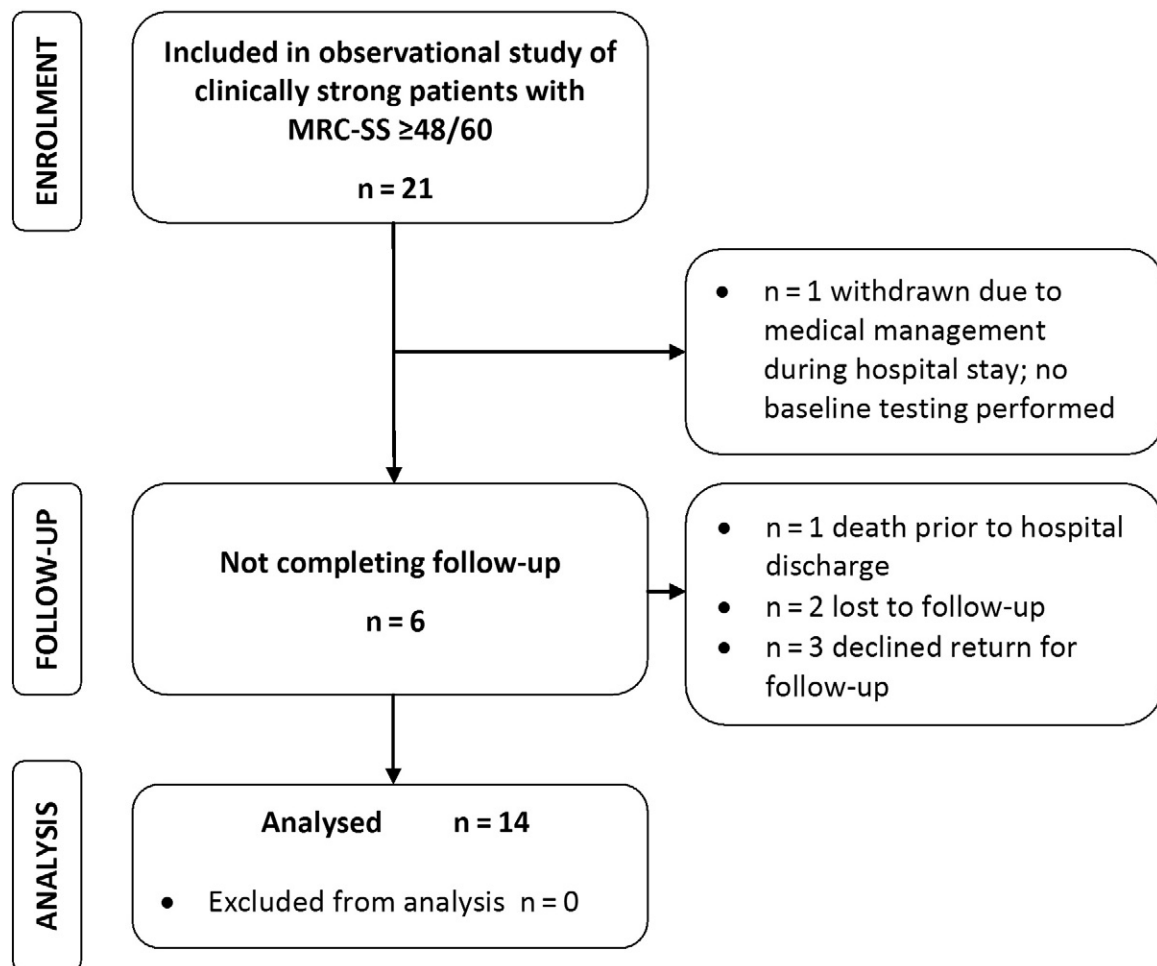 ENROLMENT
Included in observational study of
clinically strong patients with
MRC-SS ≥48/60
n = 21
• n = 1 withdrawn due to
medical management
during hospital stay; no
baseline testing performed
FOLLOW-UP
Not completing follow-up
n = 6
• n = 1 death prior to hospital
discharge
• n = 2 lost to follow-up
• n = 3 declined return for
follow-up
ANALYSIS
Analysed n = 14
• Excluded from analysis n = 0